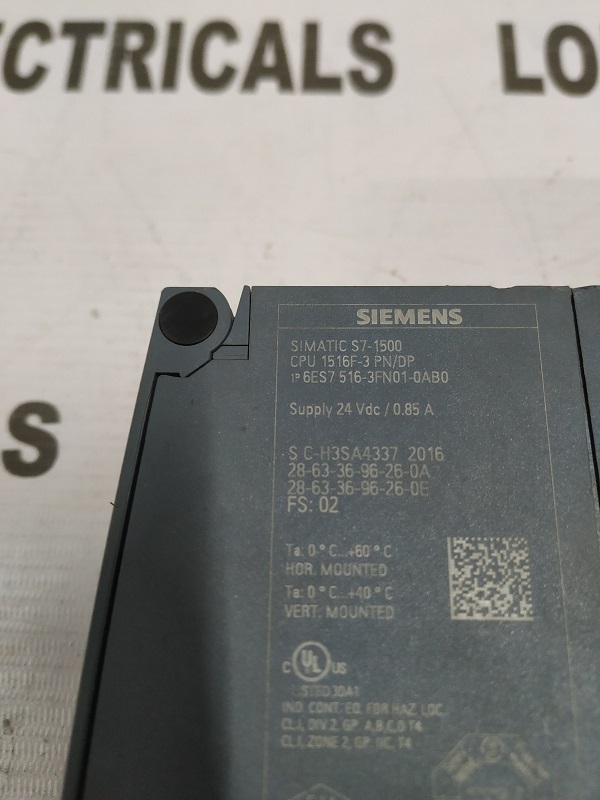 ECTRICALS LO
S
SIEMENS
SIMATIC S7-1500
CPU 1516F-3 PN/DP
1P 6ES7 516-3FN01-0AB0
Supply 24 Vdc / 0.85 A
S C-H3SA4337 2016
28-63-36-96-26-0A
28-63-36-96-26-0E
FS: 02
Ta: 0 °C...+60 °C
HOR. MOUNTED
Ta: 0 °C...+40 °C
VERT. MOUNTED
C UL US
LISTED 30A1
IND. CONT. EQ. FOR HAZ. LOC.
CL.I, DIV.2, GP. A,B,C,D T4
CL.I, ZONE 2, GP. IIC, T4